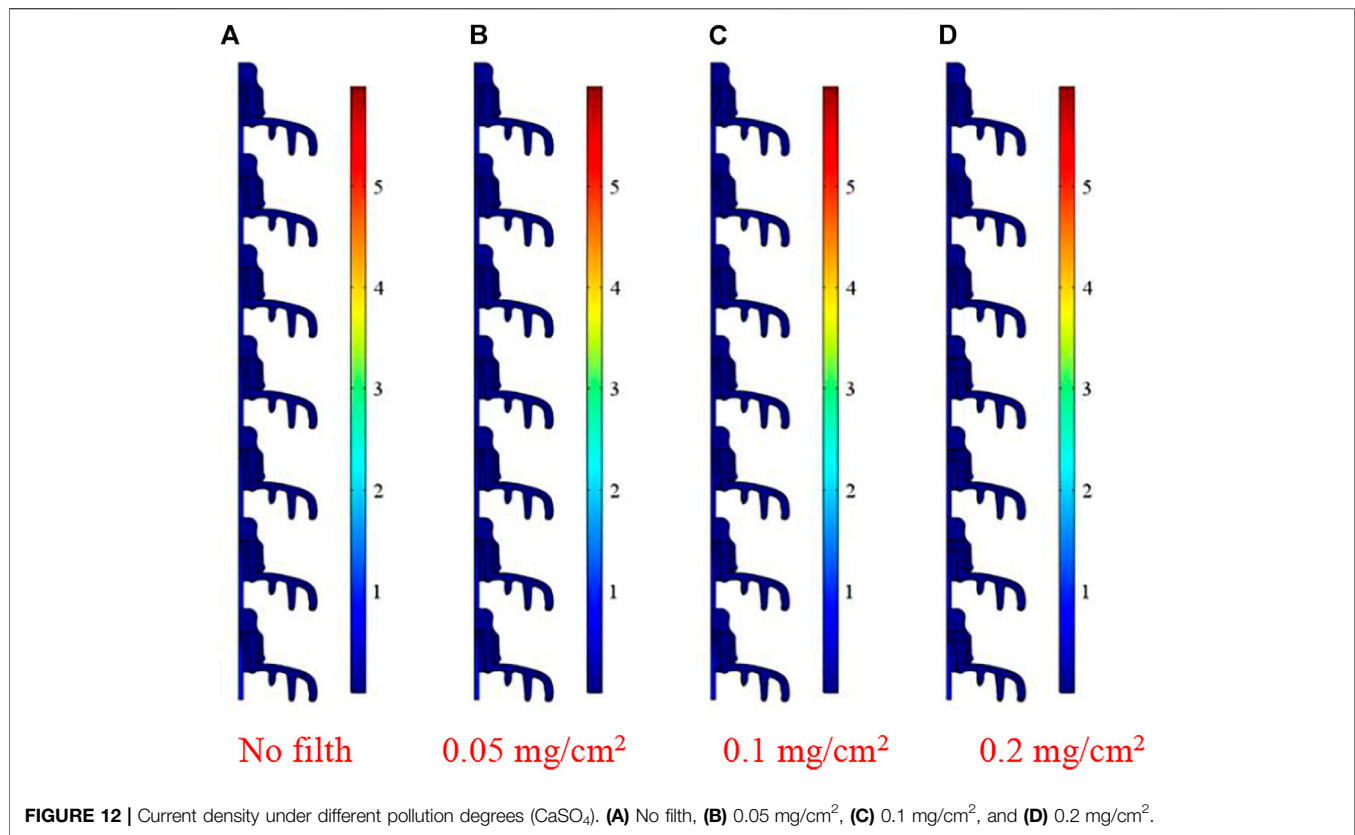 A B C D
5 5 5 5
4 4 4 4
3 3 3 3
2 2 2 2
1 1 1 1
No filth 0.05 mg/cm² 0.1 mg/cm² 0.2 mg/cm²
FIGURE 12 | Current density under different pollution degrees (CaSO₄). (A) No filth, (B) 0.05 mg/cm², (C) 0.1 mg/cm², and (D) 0.2 mg/cm².